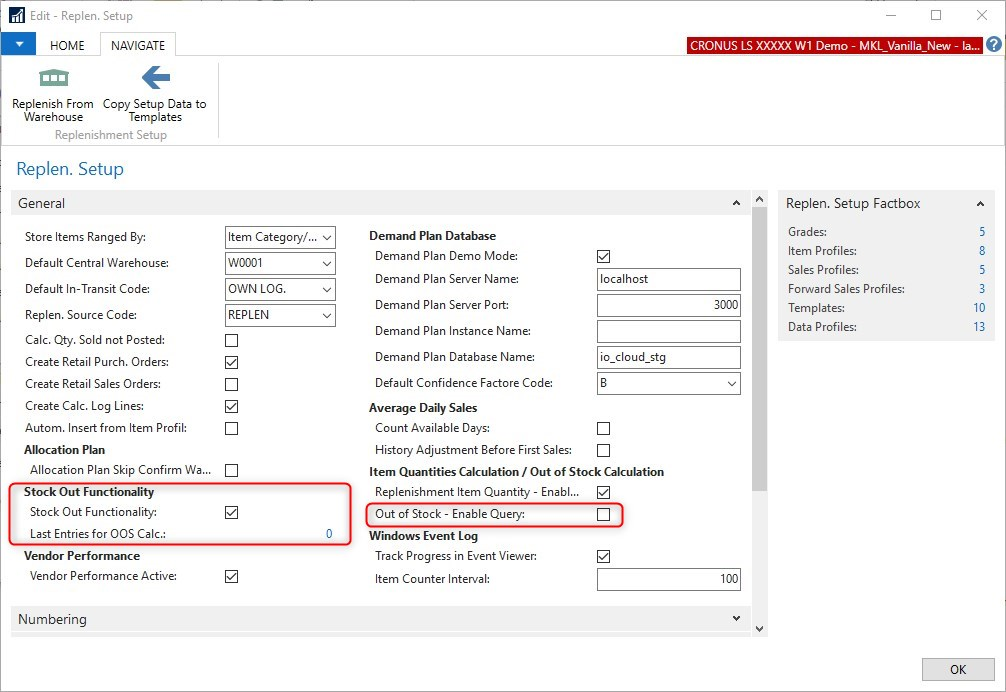 Edit - Replen. Setup
HOME
NAVIGATE
CRONUS LS XXXXX W1 Demo - MKL_Vanilla_New - la...
?
Replenish From Warehouse
Copy Setup Data to Templates
Replenishment Setup
Replen. Setup
General
Store Items Ranged By: Item Category/...
Default Central Warehouse: W0001
Default In-Transit Code: OWN LOG.
Replen. Source Code: REPLEN
Calc. Qty. Sold not Posted:
Create Retail Purch. Orders:
Create Retail Sales Orders:
Create Calc. Log Lines:
Autom. Insert from Item Profil:
Allocation Plan
Allocation Plan Skip Confirm Wa...
Stock Out Functionality
Stock Out Functionality:
Last Entries for OOS Calc.: 0
Vendor Performance
Vendor Performance Active:
Demand Plan Database
Demand Plan Demo Mode:
Demand Plan Server Name: localhost
Demand Plan Server Port: 3000
Demand Plan Instance Name:
Demand Plan Database Name: io_cloud_stg
Default Confidence Factore Code: B
Average Daily Sales
Count Available Days:
History Adjustment Before First Sales:
Item Quantities Calculation / Out of Stock Calculation
Replenishment Item Quantity - Enabl...
Out of Stock - Enable Query:
Windows Event Log
Track Progress in Event Viewer:
Item Counter Interval: 100
Numbering
Replen. Setup Factbox
Grades: 5
Item Profiles: 8
Sales Profiles: 5
Forward Sales Profiles: 3
Templates: 10
Data Profiles: 13
OK